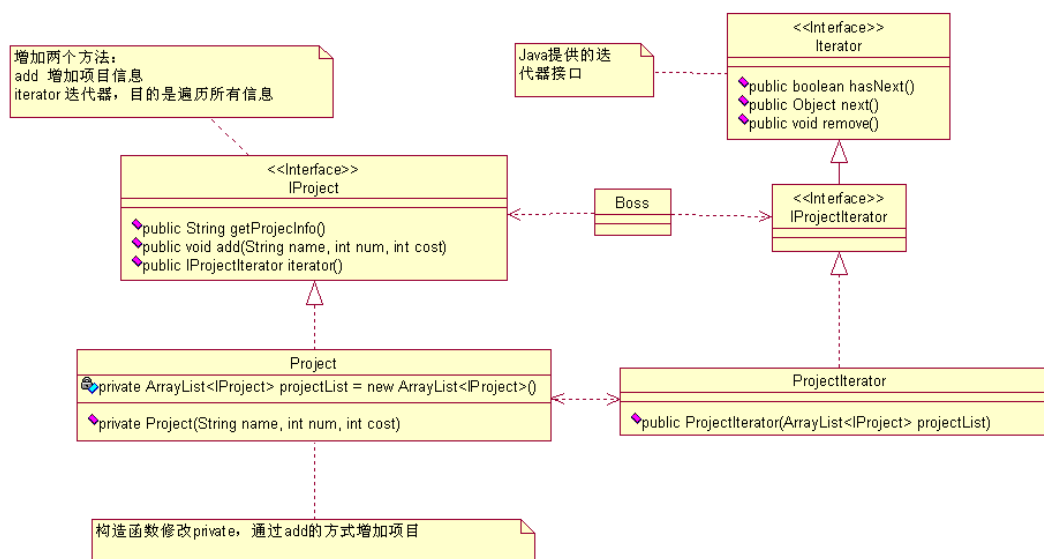 增加两个方法：
add 增加项目信息
iterator 迭代器，目的是遍历所有信息
Java提供的迭
代器接口
<<Interface>>
Iterator
public boolean hasNext()
public Object next()
public void remove()
<<Interface>>
IProject
public String getProjecInfo()
public void add(String name, int num, int cost)
public IProjectIterator iterator()
Boss
<<Interface>>
IProjectIterator
Project
private ArrayList<IProject> projectList = new ArrayList<IProject>()
private Project(String name, int num, int cost)
ProjectIterator
public ProjectIterator(ArrayList<IProject> projectList)
构造函数修改private，通过add的方式增加项目